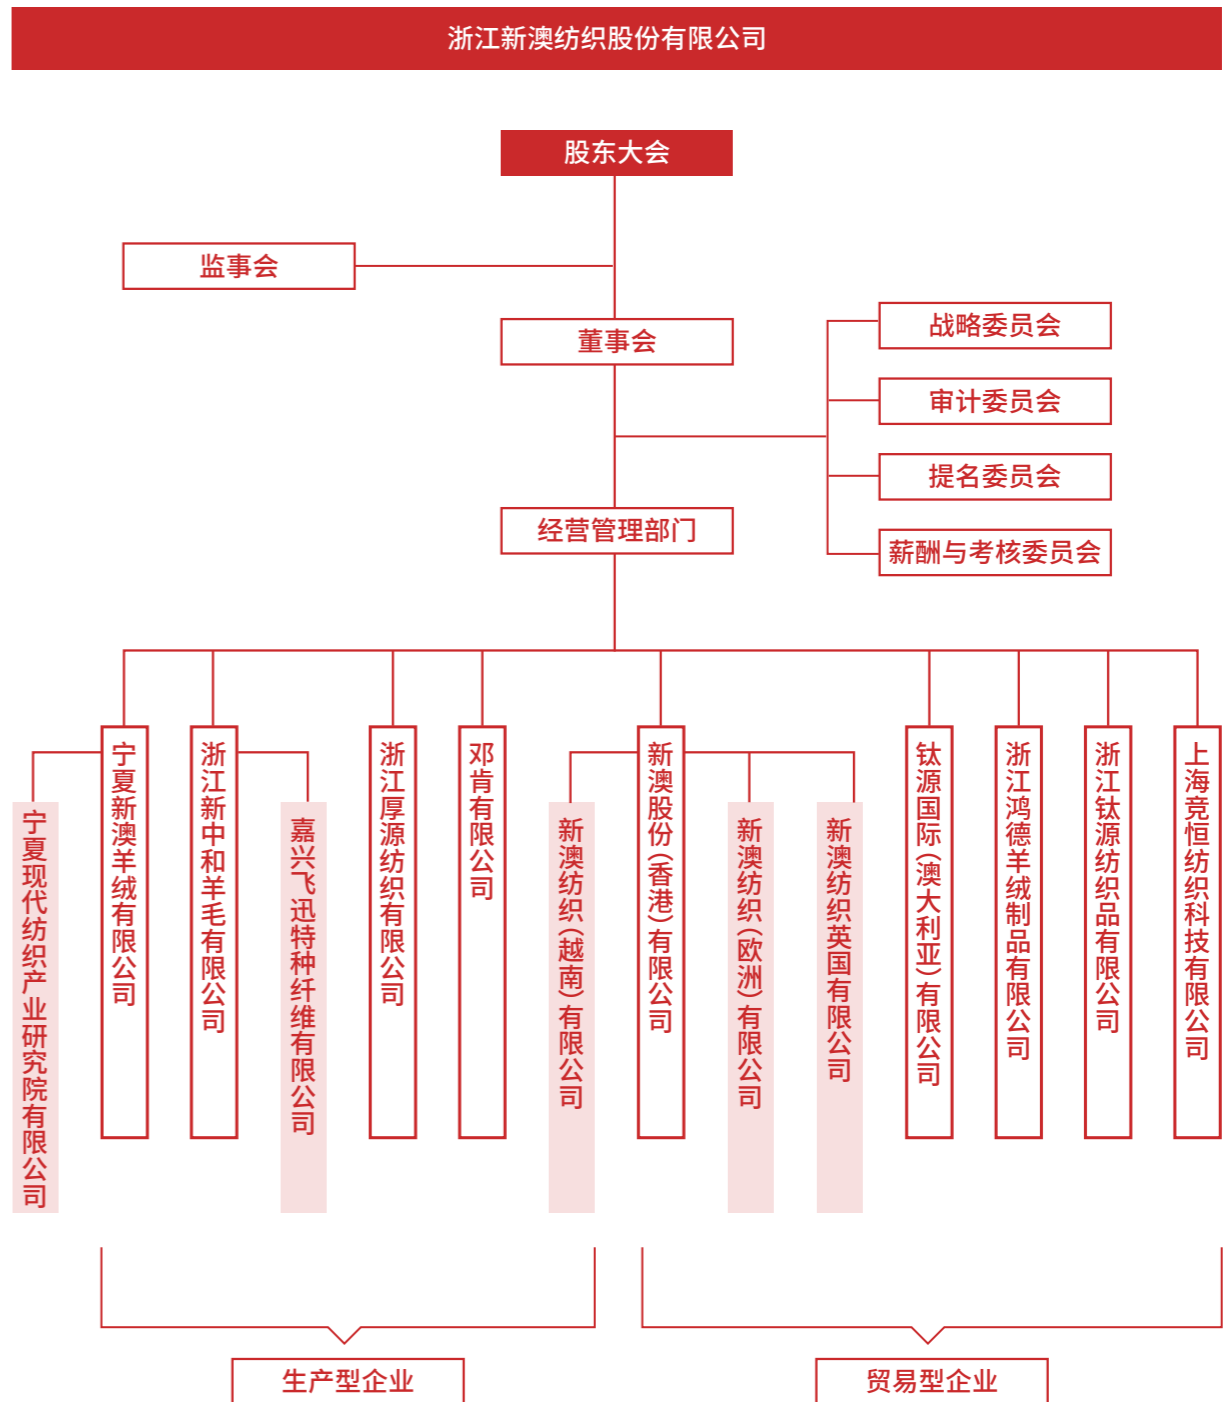 浙江新澳纺织股份有限公司
股东大会
监事会
董事会
战略委员会
审计委员会
提名委员会
经营管理部门
薪酬与考核委员会
宁夏现代纺织产业研究院有限公司
宁夏新澳羊绒有限公司
浙江新中和羊毛有限公司
嘉兴飞迅特种纤维有限公司
浙江厚源纺织有限公司
邓肯有限公司
新澳纺织(越南)有限公司
新澳股份(香港)有限公司
新澳纺织(欧洲)有限公司
新澳纺织英国有限公司
钛源国际(澳大利亚)有限公司
浙江鸿德羊绒制品有限公司
浙江钛源纺织品有限公司
上海竞恒纺织科技有限公司
生产型企业
贸易型企业